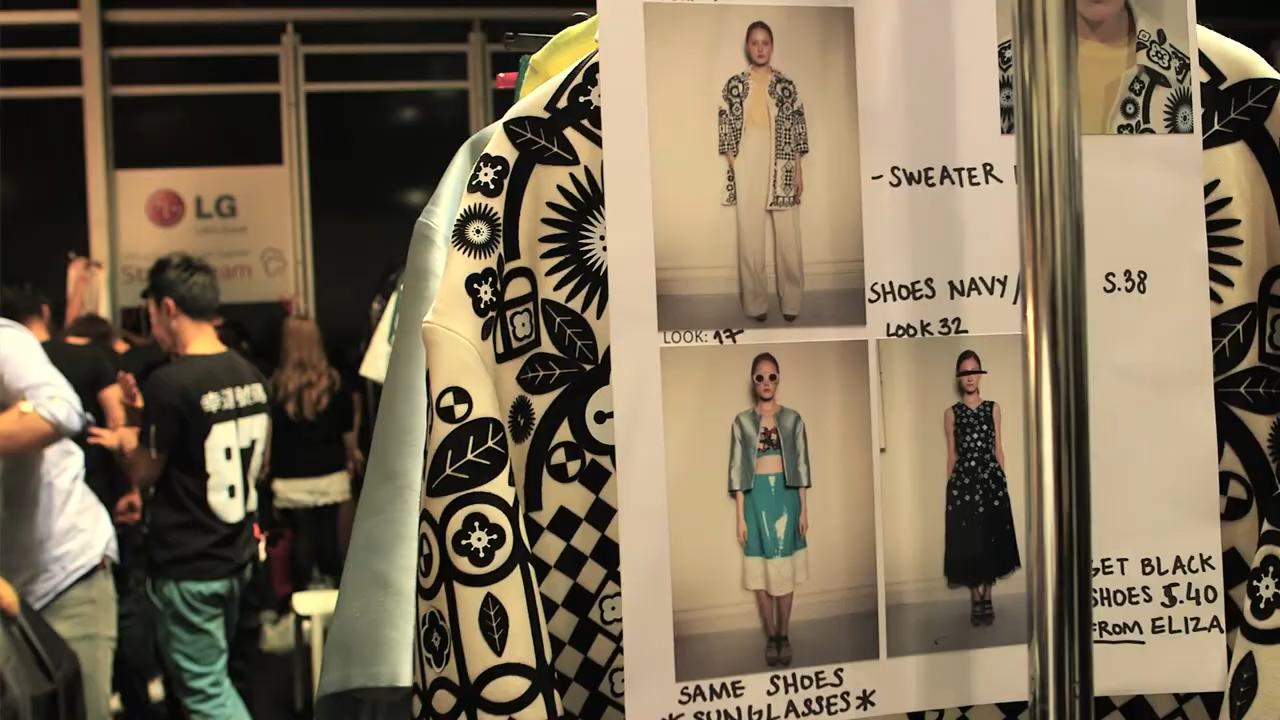 LG
87
- SWEATER
SHOES NAVY/
S.38
LOOK 32
LOOK: 17
GET BLACK
SHOES S.40
FROM ELIZA
SAME SHOES
* SUNGLASSES *